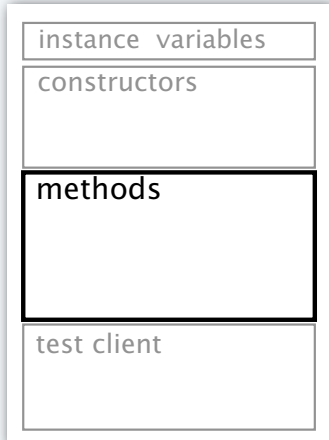 instance variables
constructors
methods
test client